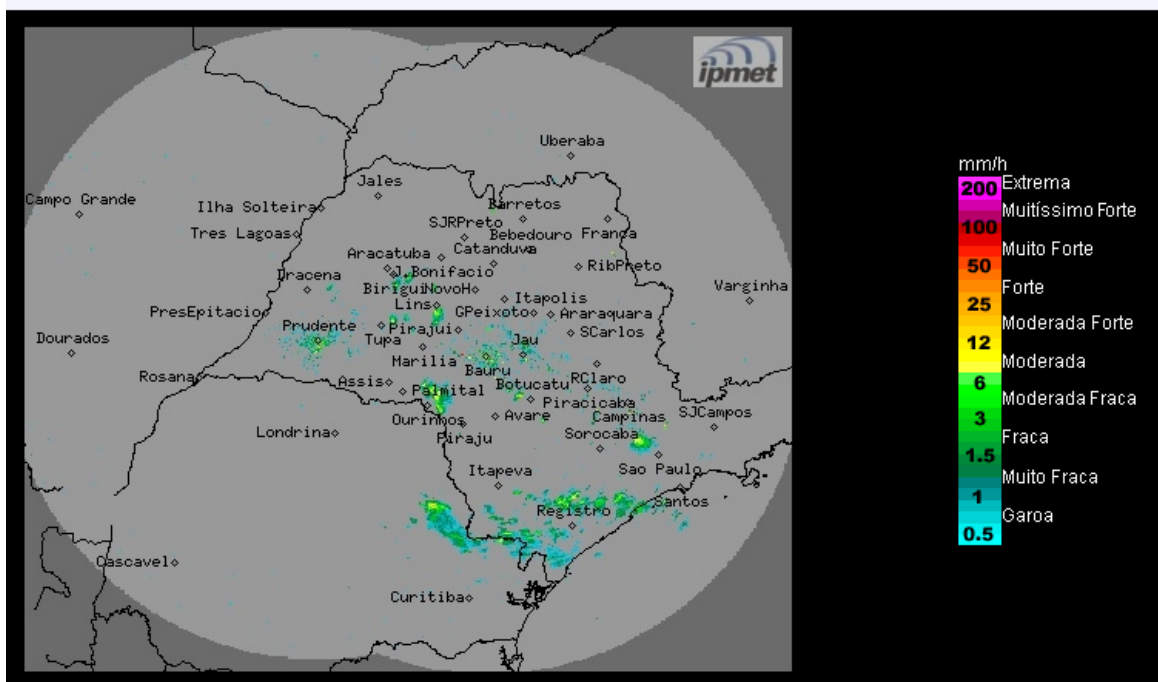 ipmet
Uberaba
Jales
Campo Grande
Ilha Solteira
Barretos
SJRPreto
Tres Lagoas
Bebedouro
Franca
Catanduva
Aracatuba
J.Bonifacio
RibPreto
Dracena
Birigui
NovoH
Varginha
Itapolis
Lins
PresEpitacio
GPeixoto
Araraquara
Prudente
Pirajui
SCarlos
Dourados
Tupa
Jau
Marilia
Bauru
Rosana
Assis
RClaro
Palmital
Botucatu
Piracicaba
SJCampos
Ourinhos
Avare
Campinas
Londrina
Piraju
Sorocaba
Itapeva
Sao Paulo
Santos
Registro
Cascavel
Curitiba
mm/h
200 Extrema
Muitíssimo Forte
100
Muito Forte
50
Forte
25
Moderada Forte
12
Moderada
6
Moderada Fraca
3
Fraca
1.5
Muito Fraca
1
Garoa
0.5